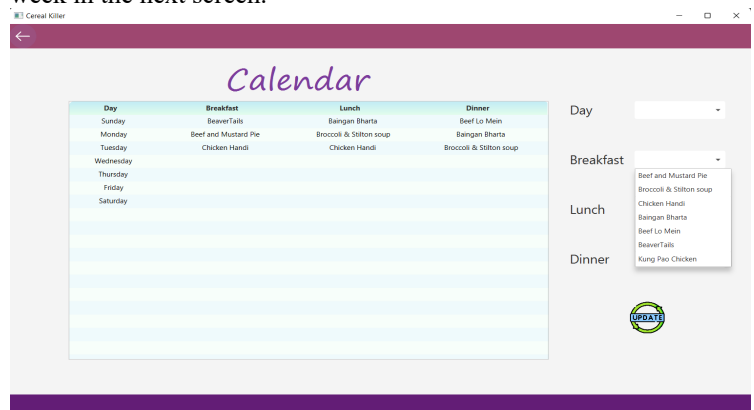 week in the next screen.
Cereal Killer
Calendar
Day Breakfast Lunch Dinner
Sunday BeaverTails Baingan Bharta Beef Lo Mein
Monday Beef and Mustard Pie Broccoli & Stilton soup Baingan Bharta
Tuesday Chicken Handi Chicken Handi Broccoli & Stilton soup
Wednesday
Thursday
Friday
Saturday
Day
Breakfast
Beef and Mustard Pie
Broccoli & Stilton soup
Chicken Handi
Baingan Bharta
Beef Lo Mein
BeaverTails
Kung Pao Chicken
Lunch
Dinner
UPDATE